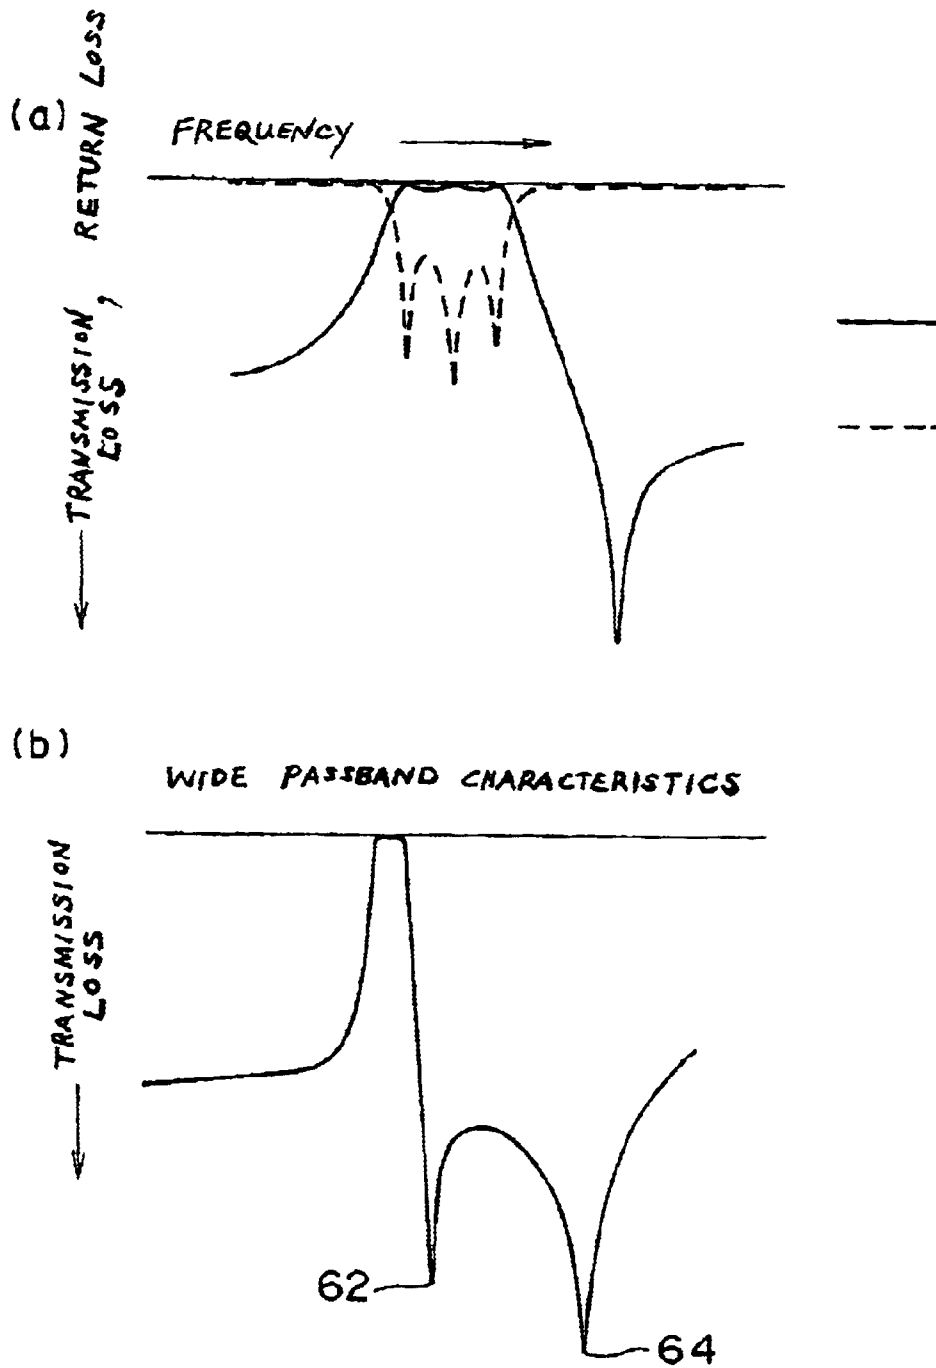 (a)
RETURN LOSS
TRANSMISSION,
LOSS
FREQUENCY
(b)
WIDE PASSBAND CHARACTERISTICS
TRANSMISSION
LOSS
62
64